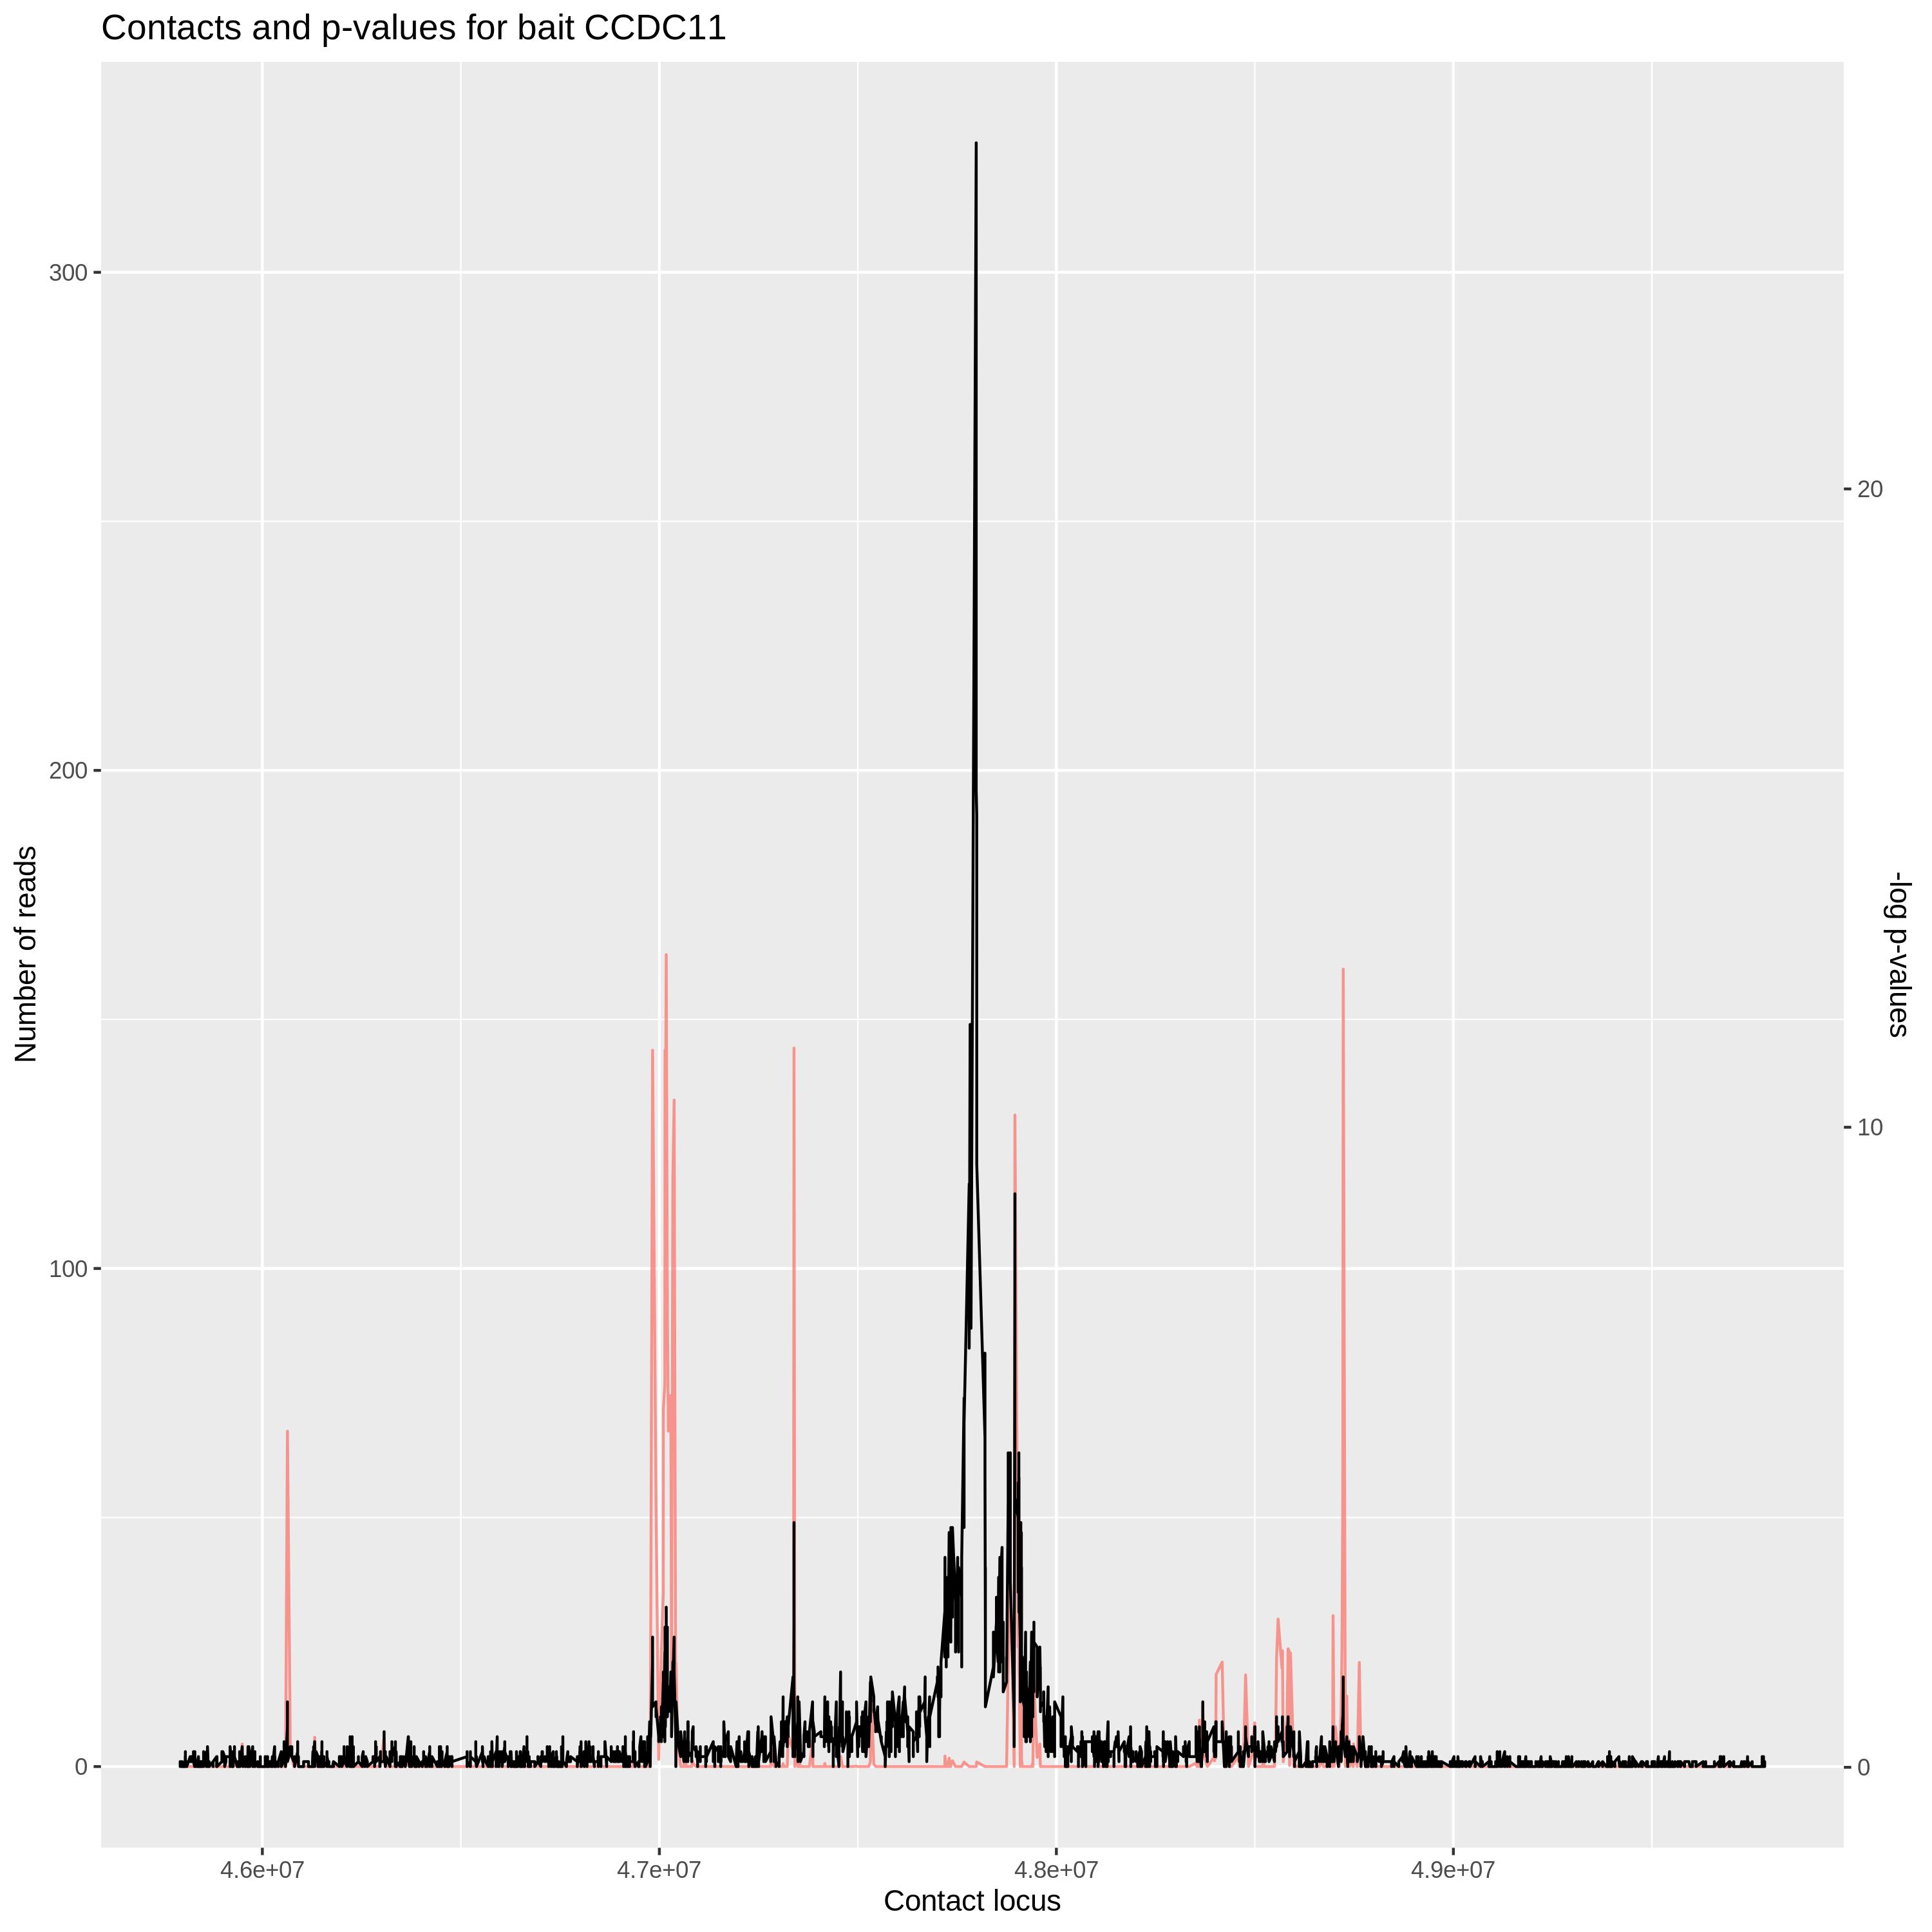 Contacts and p-values for bait CCDC11
300
200
100
0
Number of reads
20
10
0
-log p-values
4.6e+07
4.7e+07
4.8e+07
4.9e+07
Contact locus